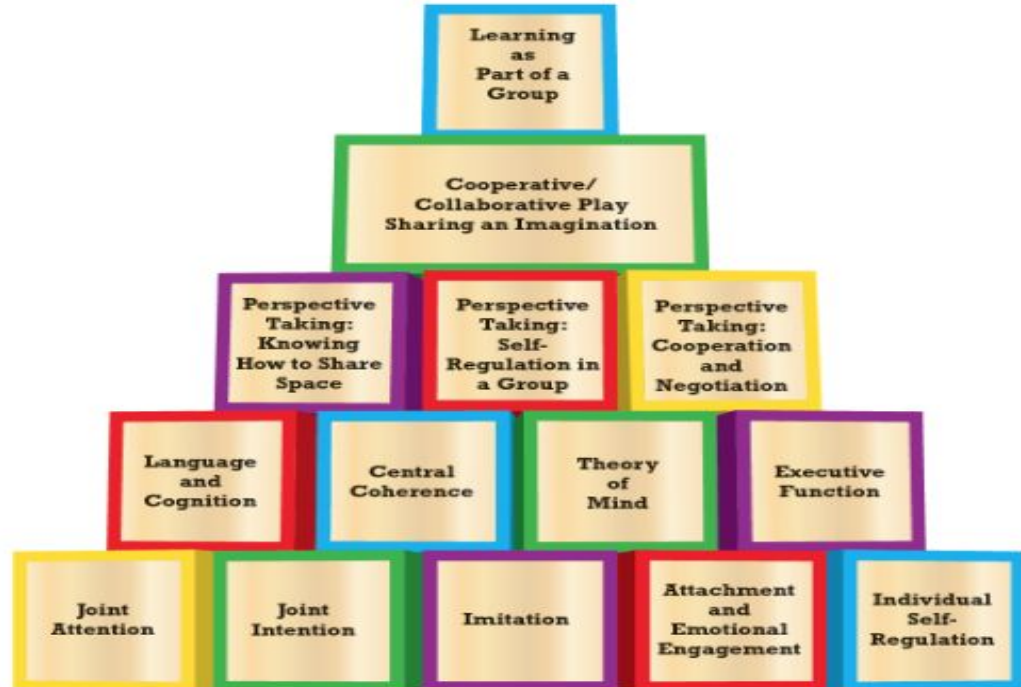 Learning
as
Part of a
Group
Cooperative/
Collaborative Play
Sharing an Imagination
Perspective
Taking:
Knowing
How to Share
Space
Perspective
Taking:
Self-
Regulation in
a Group
Perspective
Taking:
Cooperation
and
Negotiation
Language
and
Cognition
Central
Coherence
Theory
of
Mind
Executive
Function
Joint
Attention
Joint
Intention
Imitation
Attachment
and
Emotional
Engagement
Individual
Self-
Regulation